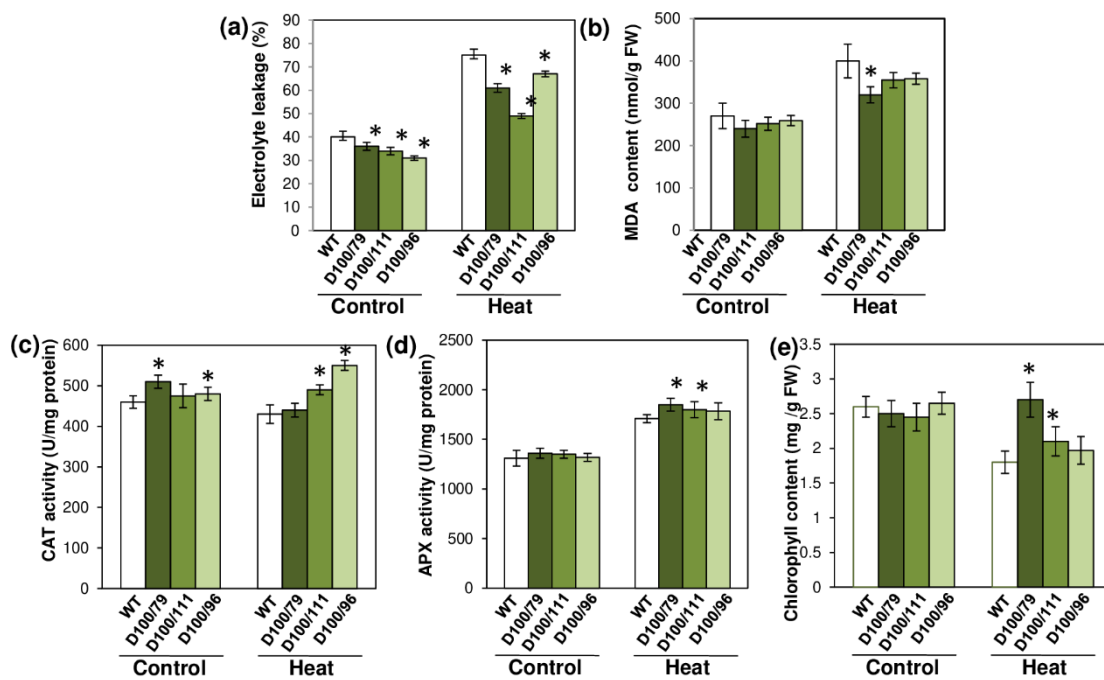 (a)
Electrolyte leakage (%)
90
80
70
60
50
40
30
20
10
0
* * * * * *
WT D100/79 D100/111 D100/96 WT D100/79 D100/111 D100/96
Control Heat
(b)
MDA content (nmol/g FW)
500
400
300
200
100
0
*
WT D100/79 D100/111 D100/96 WT D100/79 D100/111 D100/96
Control Heat
(c)
CAT activity (U/mg protein)
600
500
400
300
200
100
0
* * * *
WT D100/79 D100/111 D100/96 WT D100/79 D100/111 D100/96
Control Heat
(d)
APX activity (U/mg protein)
2500
2000
1500
1000
500
0
* *
WT D100/79 D100/111 D100/96 WT D100/79 D100/111 D100/96
Control Heat
(e)
Chlorophyll content (mg /g FW)
3.5
3
2.5
2
1.5
1
0.5
0
* *
WT D100/79 D100/111 D100/96 WT D100/79 D100/111 D100/96
Control Heat